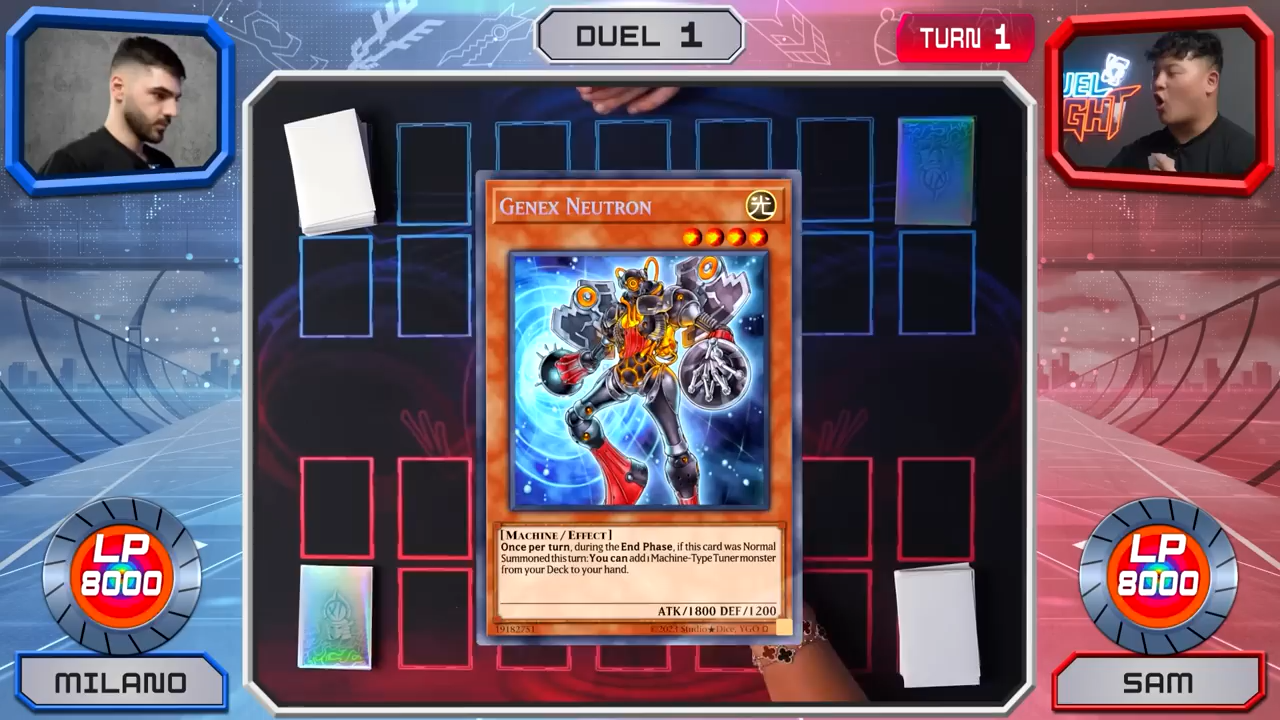 DUEL 1
TURN 1
DUEL
GHT
GENEX NEUTRON
光
[MACHINE / EFFECT]
Once per turn, during the End Phase, if this card was Normal
Summoned this turn: You can add 1 Machine-Type Tuner monster
from your Deck to your hand.
ATK/1800 DEF/1200
LP
8000
LP
8000
MILANO
SAM